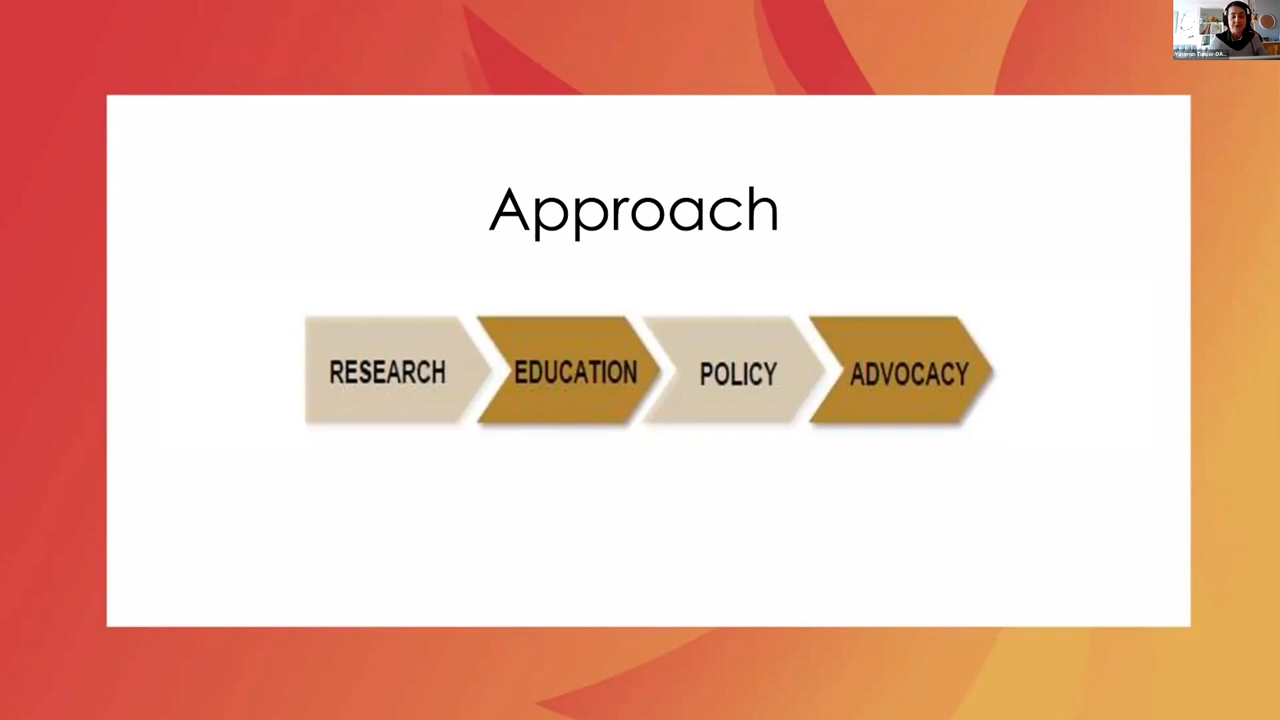 Approach
RESEARCH
EDUCATION
POLICY
ADVOCACY